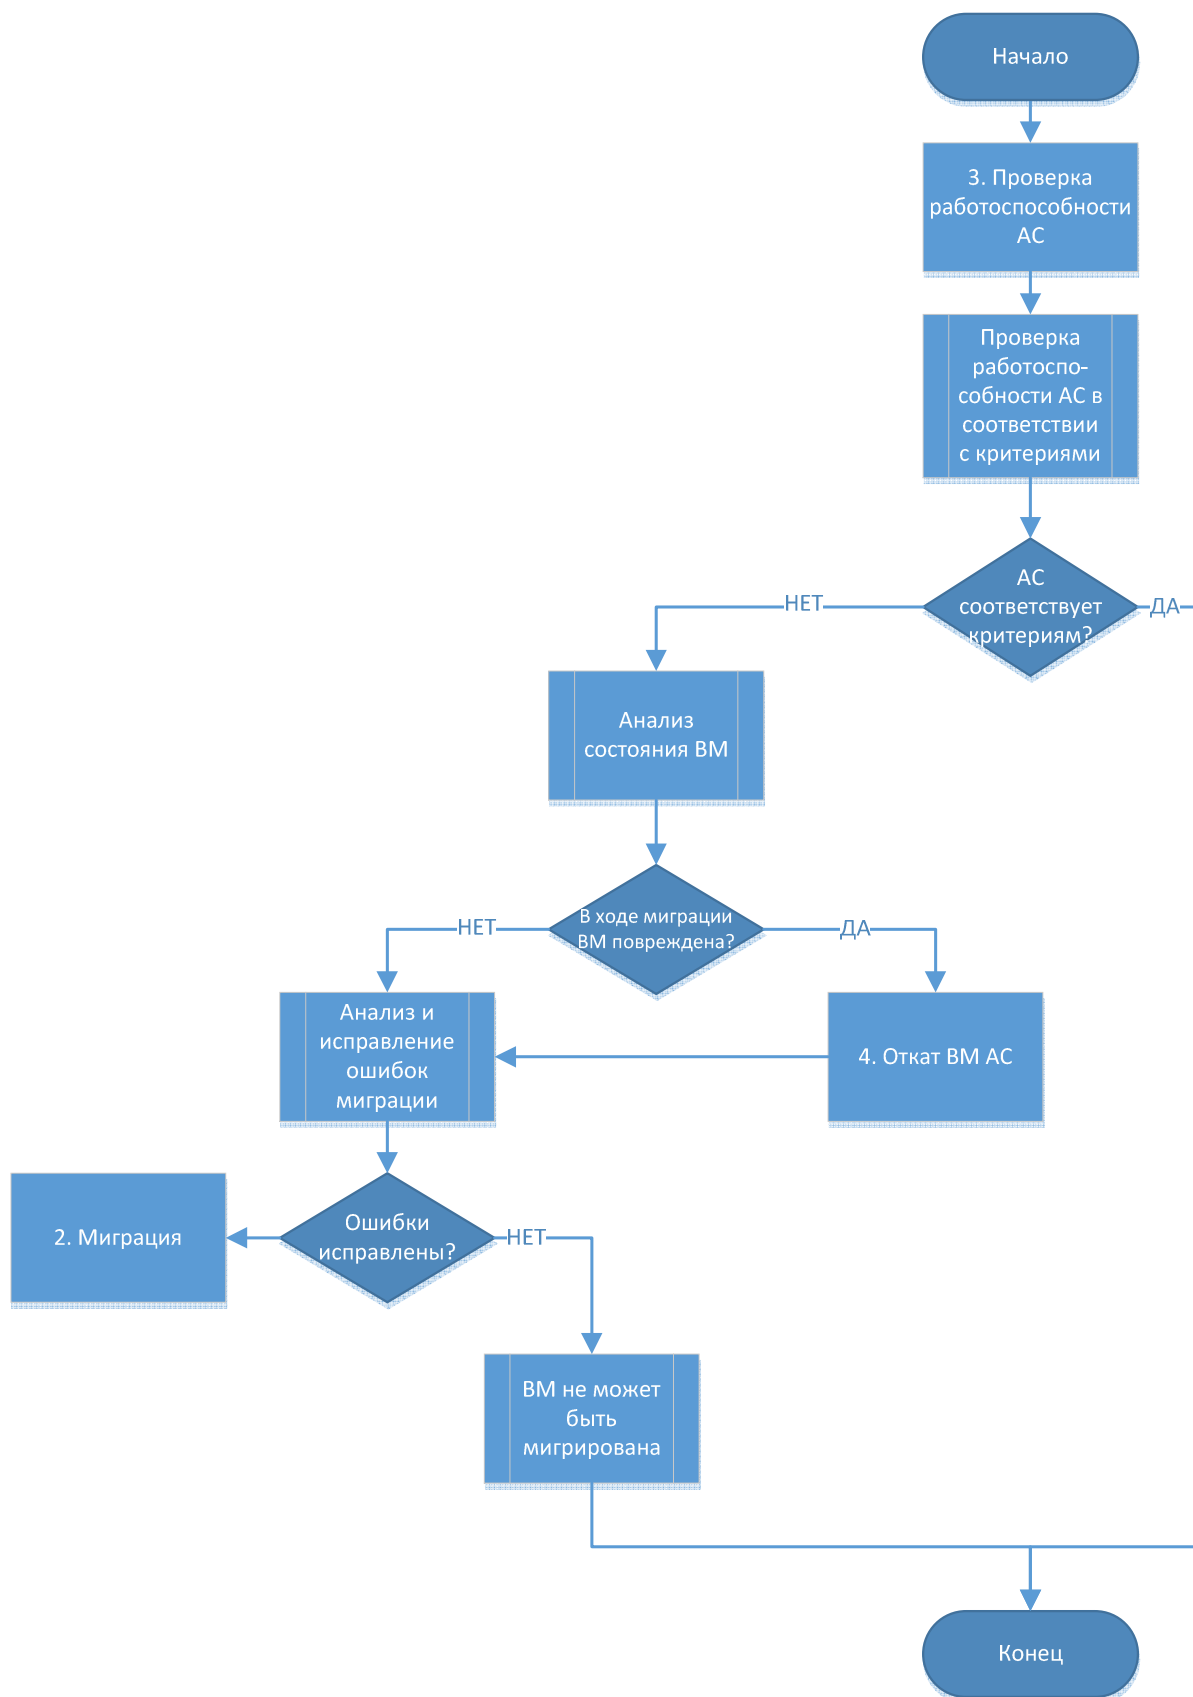 Начало
3. Проверка
работоспособности
АС
Проверка
работоспо-
собности АС в
соответствии
с критериями
АС
соответствует
критериям?
НЕТ
ДА
Анализ
состояния ВМ
В ходе миграции
ВМ повреждена?
НЕТ
ДА
Анализ и
исправление
ошибок
миграции
4. Откат ВМ АС
2. Миграция
Ошибки
исправлены?
НЕТ
ВМ не может
быть
мигрирована
Конец